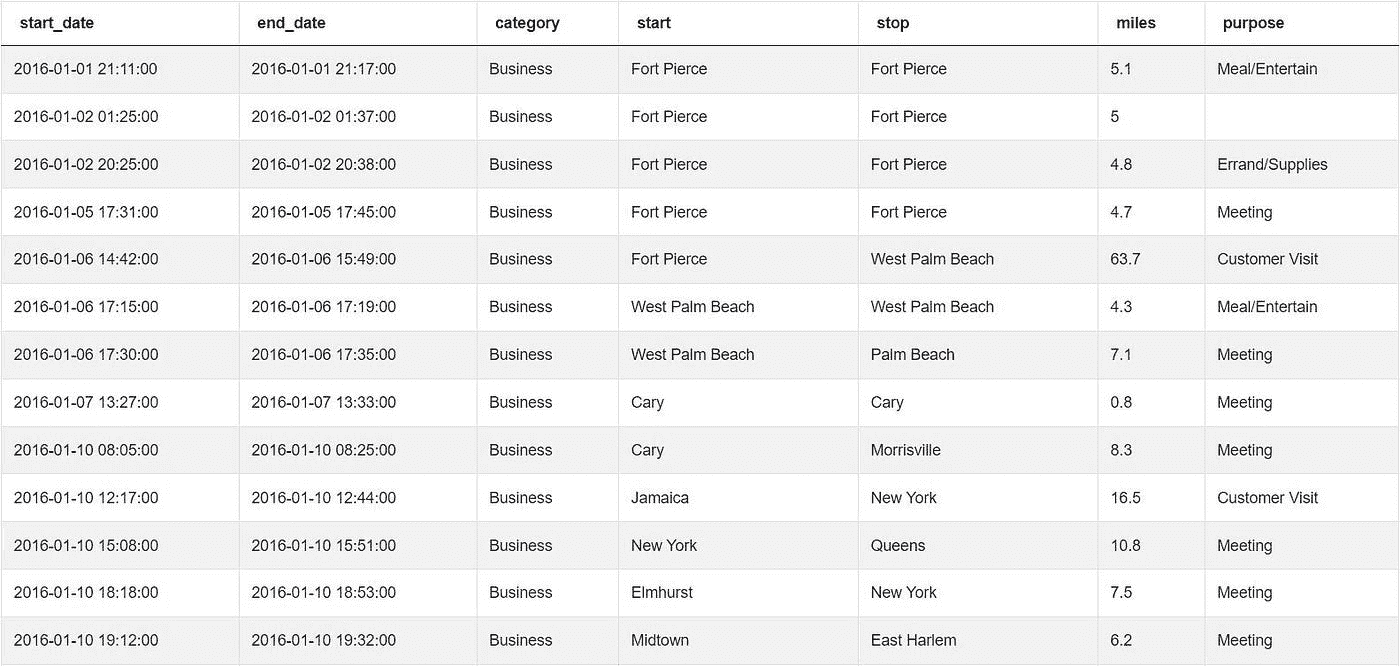 start_date end_date category start stop miles purpose
2016-01-01 21:11:00 2016-01-01 21:17:00 Business Fort Pierce Fort Pierce 5.1 Meal/Entertain
2016-01-02 01:25:00 2016-01-02 01:37:00 Business Fort Pierce Fort Pierce 5
2016-01-02 20:25:00 2016-01-02 20:38:00 Business Fort Pierce Fort Pierce 4.8 Errand/Supplies
2016-01-05 17:31:00 2016-01-05 17:45:00 Business Fort Pierce Fort Pierce 4.7 Meeting
2016-01-06 14:42:00 2016-01-06 15:49:00 Business Fort Pierce West Palm Beach 63.7 Customer Visit
2016-01-06 17:15:00 2016-01-06 17:19:00 Business West Palm Beach West Palm Beach 4.3 Meal/Entertain
2016-01-06 17:30:00 2016-01-06 17:35:00 Business West Palm Beach Palm Beach 7.1 Meeting
2016-01-07 13:27:00 2016-01-07 13:33:00 Business Cary Cary 0.8 Meeting
2016-01-10 08:05:00 2016-01-10 08:25:00 Business Cary Morrisville 8.3 Meeting
2016-01-10 12:17:00 2016-01-10 12:44:00 Business Jamaica New York 16.5 Customer Visit
2016-01-10 15:08:00 2016-01-10 15:51:00 Business New York Queens 10.8 Meeting
2016-01-10 18:18:00 2016-01-10 18:53:00 Business Elmhurst New York 7.5 Meeting
2016-01-10 19:12:00 2016-01-10 19:32:00 Business Midtown East Harlem 6.2 Meeting